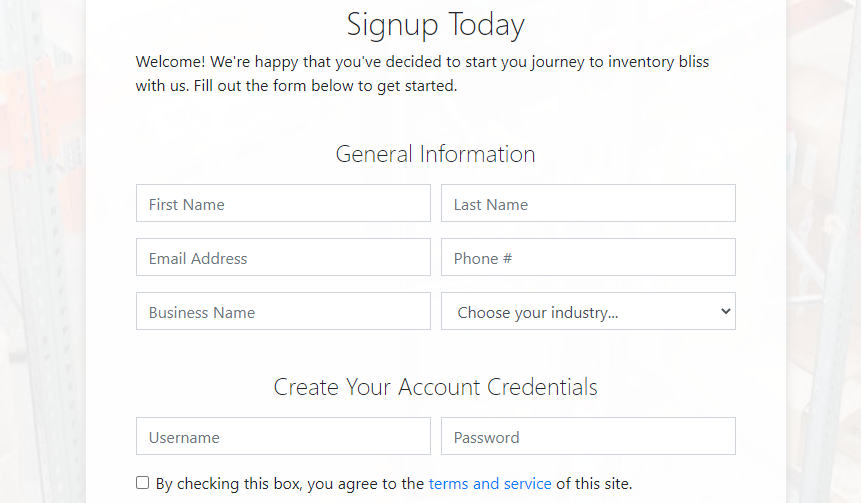 Signup Today
Welcome! We're happy that you've decided to start you journey to inventory bliss
with us. Fill out the form below to get started.
General Information
First Name
Last Name
Email Address
Phone #
Business Name
Choose your industry...
Create Your Account Credentials
Username
Password
By checking this box, you agree to the terms and service of this site.